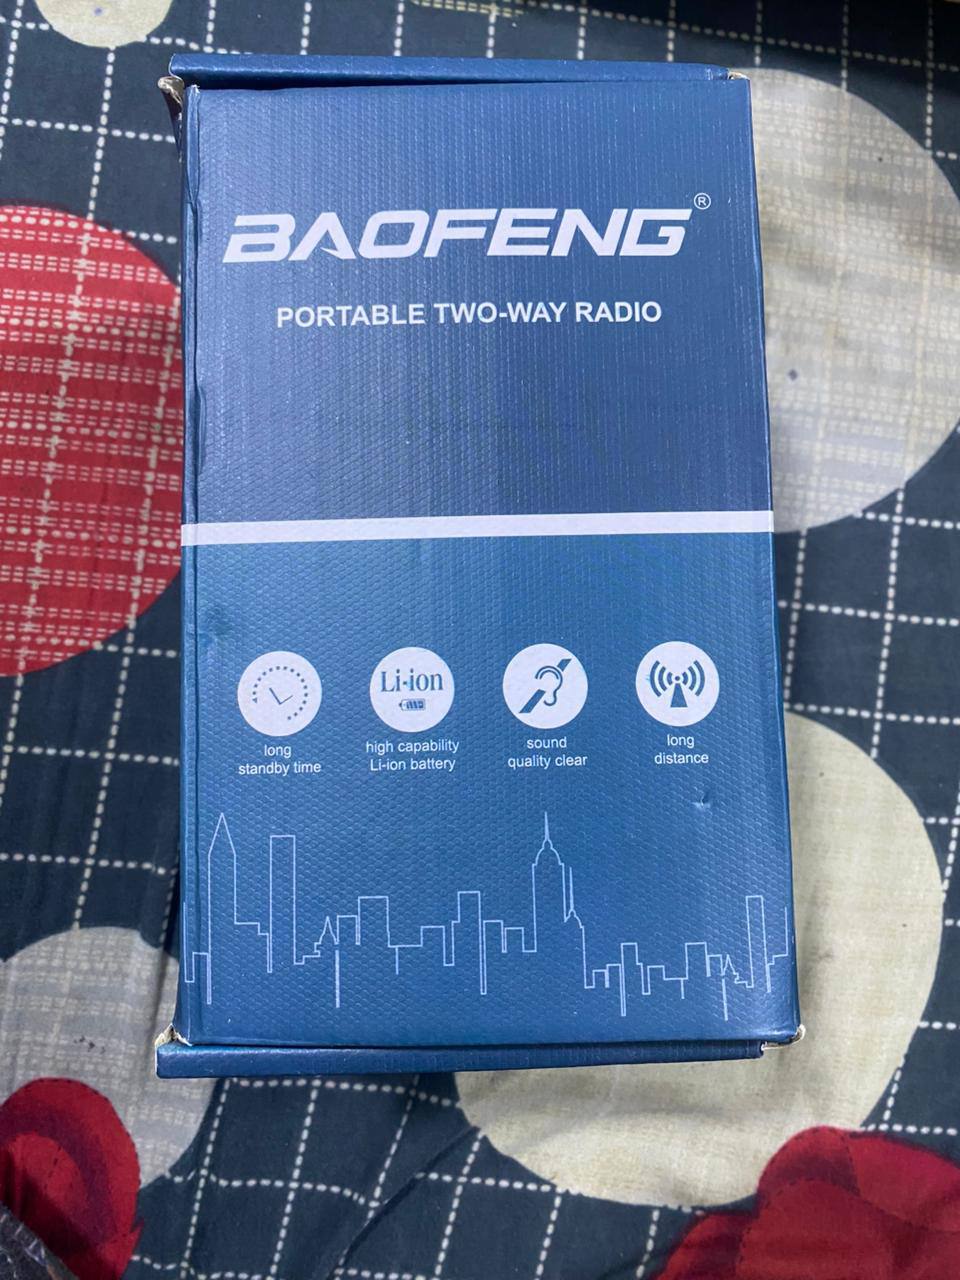 BAOFENG®
PORTABLE TWO-WAY RADIO
Li-ion
long
standby time
high capability
Li-ion battery
sound
quality clear
long
distance